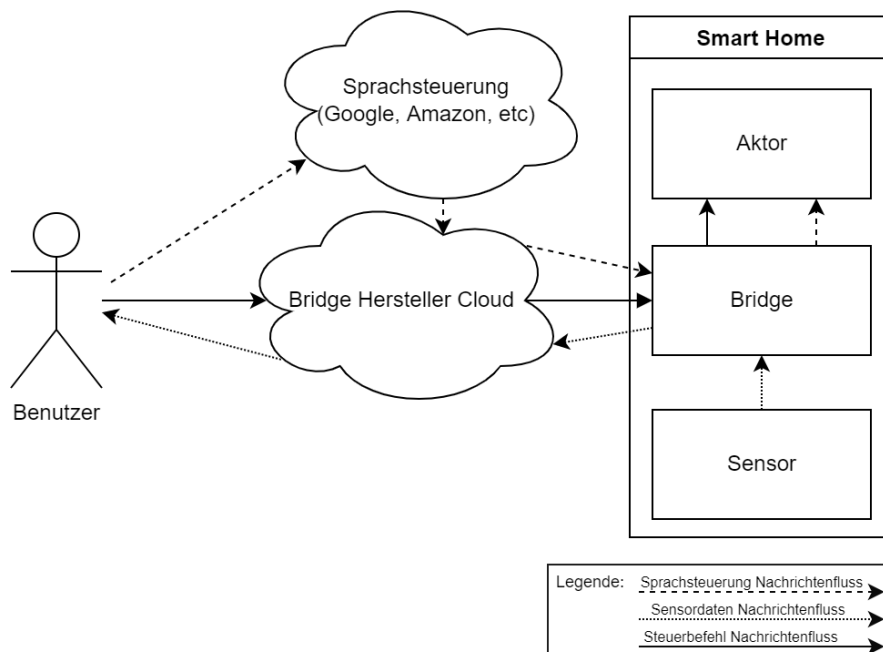 Smart Home
Sprachsteuerung
(Google, Amazon, etc)
Aktor
Bridge Hersteller Cloud
Bridge
Benutzer
Sensor
Legende:
Sprachsteuerung Nachrichtenfluss
Sensordaten Nachrichtenfluss
Steuerbefehl Nachrichtenfluss